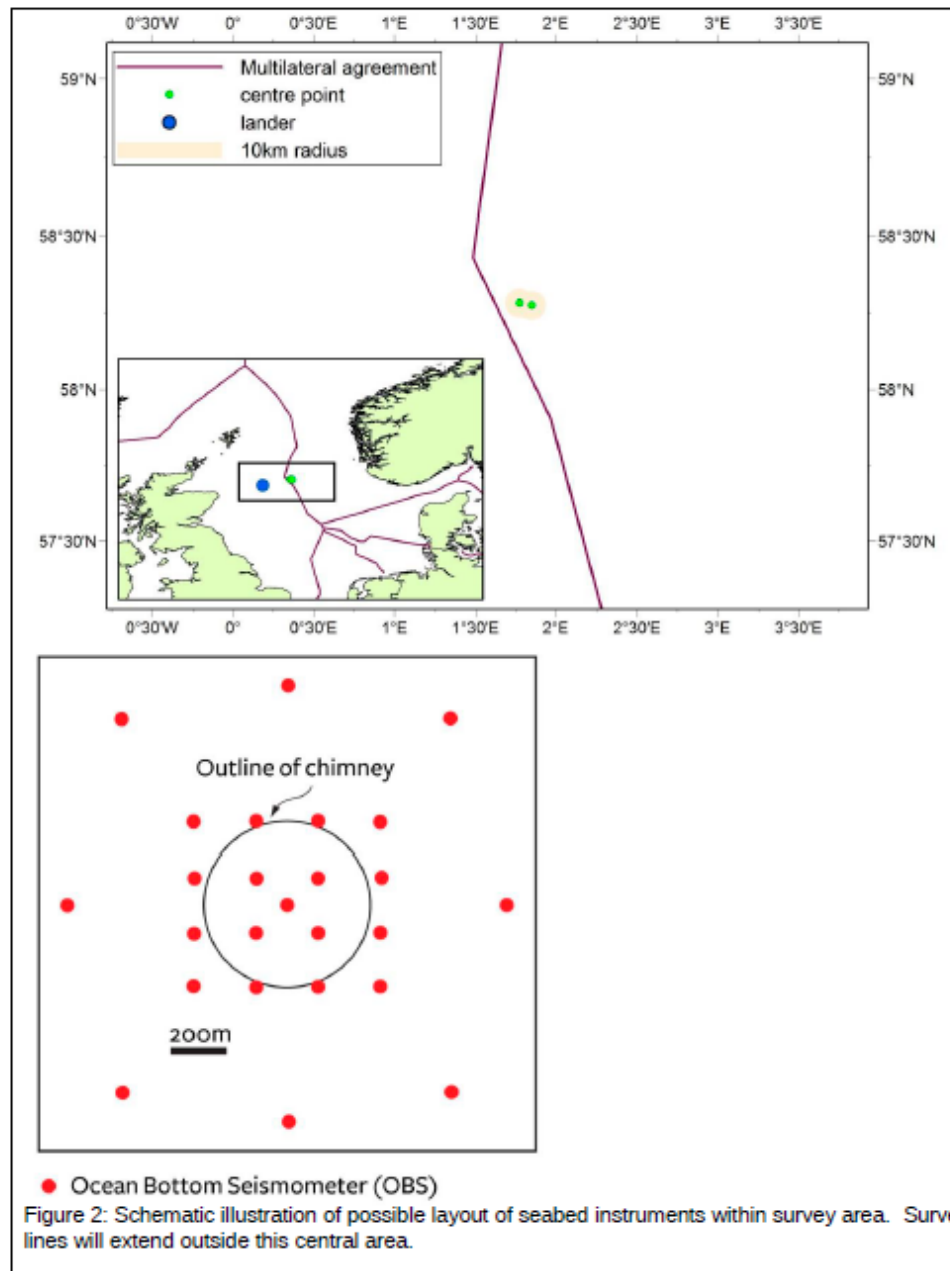 0°30'W 0° 0°30'E 1°E 1°30'E 2°E 2°30'E 3°E 3°30'E
Multilateral agreement
centre point
lander
10km radius
59°N 59°N
58°30'N 58°30'N
58°N 58°N
57°30'N 57°30'N
0°30'W 0° 0°30'E 1°E 1°30'E 2°E 2°30'E 3°E 3°30'E
Outline of chimney
200m
Ocean Bottom Seismometer (OBS)
Figure 2: Schematic illustration of possible layout of seabed instruments within survey area. Surve
lines will extend outside this central area.